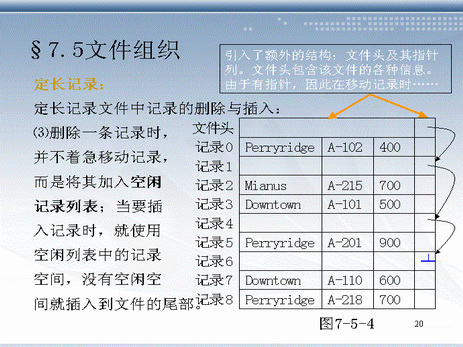 §7.5文件组织
引入了额外的结构：文件头及其指针
列。文件头包含该文件的各种信息。
由于有指针，因此在移动记录时……
定长记录：
定长记录文件中记录的删除与插入：
⑶删除一条记录时，
并不着急移动记录，
而是将其加入空闲
记录列表；当要插
入记录时，就使用
空闲列表中的记录
空间，没有空闲空
间就插入到文件的尾部。
文件头
记录0 Perryridge A-102 400
记录1
记录2 Mianus A-215 700
记录3 Downtown A-101 500
记录4
记录5 Perryridge A-201 900
记录6 ⊥
记录7 Downtown A-110 600
记录8 Perryridge A-218 700
图7-5-4
20